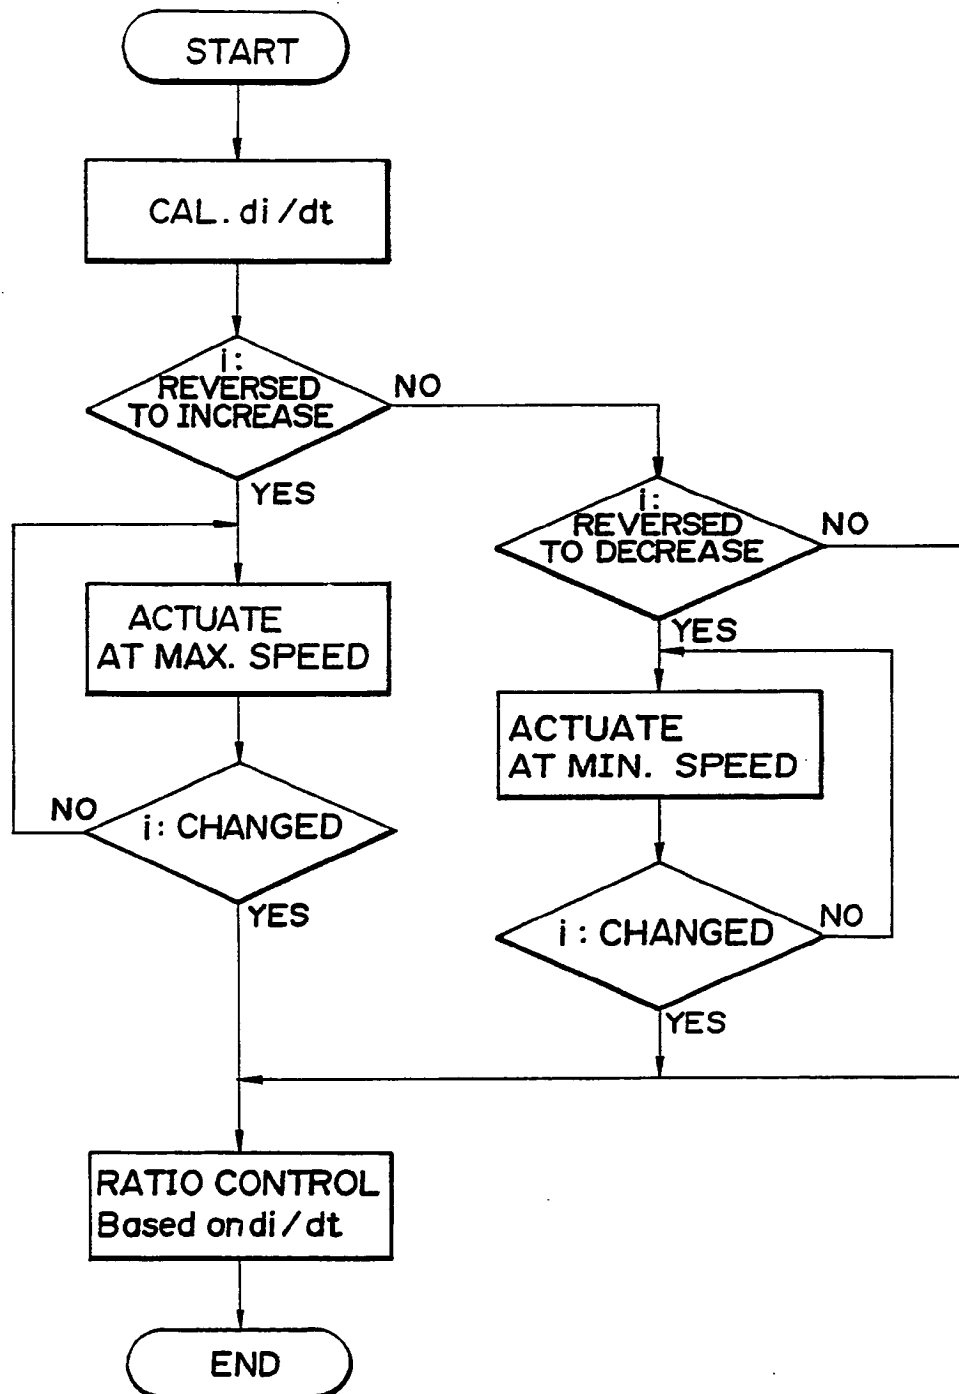 START
CAL. di/dt
i:
REVERSED
TO INCREASE
NO
YES
i:
REVERSED
TO DECREASE
NO
YES
ACTUATE
AT MAX. SPEED
ACTUATE
AT MIN. SPEED
NO
i: CHANGED
YES
i: CHANGED
NO
YES
RATIO CONTROL
Based on di/dt
END